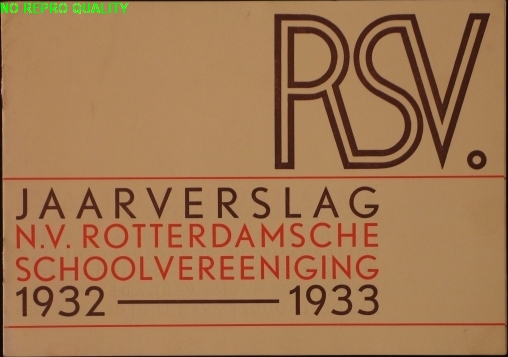 NO REPRO QUALITY
RSV.
JAARVERSLAG
N.V. ROTTERDAMSCHE
SCHOOLVEREENIGING
1932 — 1933